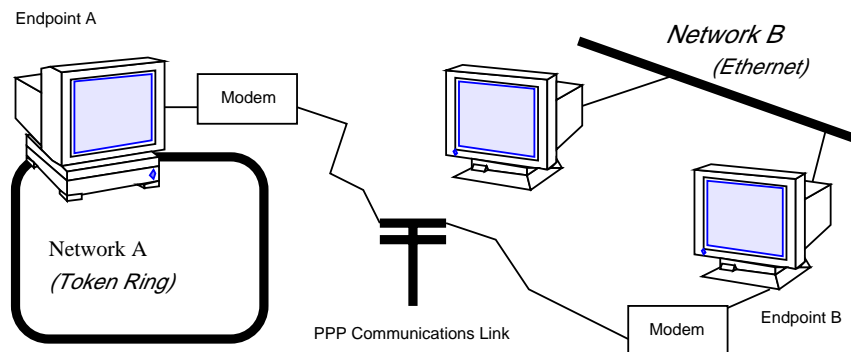 Endpoint A
Modem
Network B
(Ethernet)
Network A
(Token Ring)
PPP Communications Link
Modem
Endpoint B